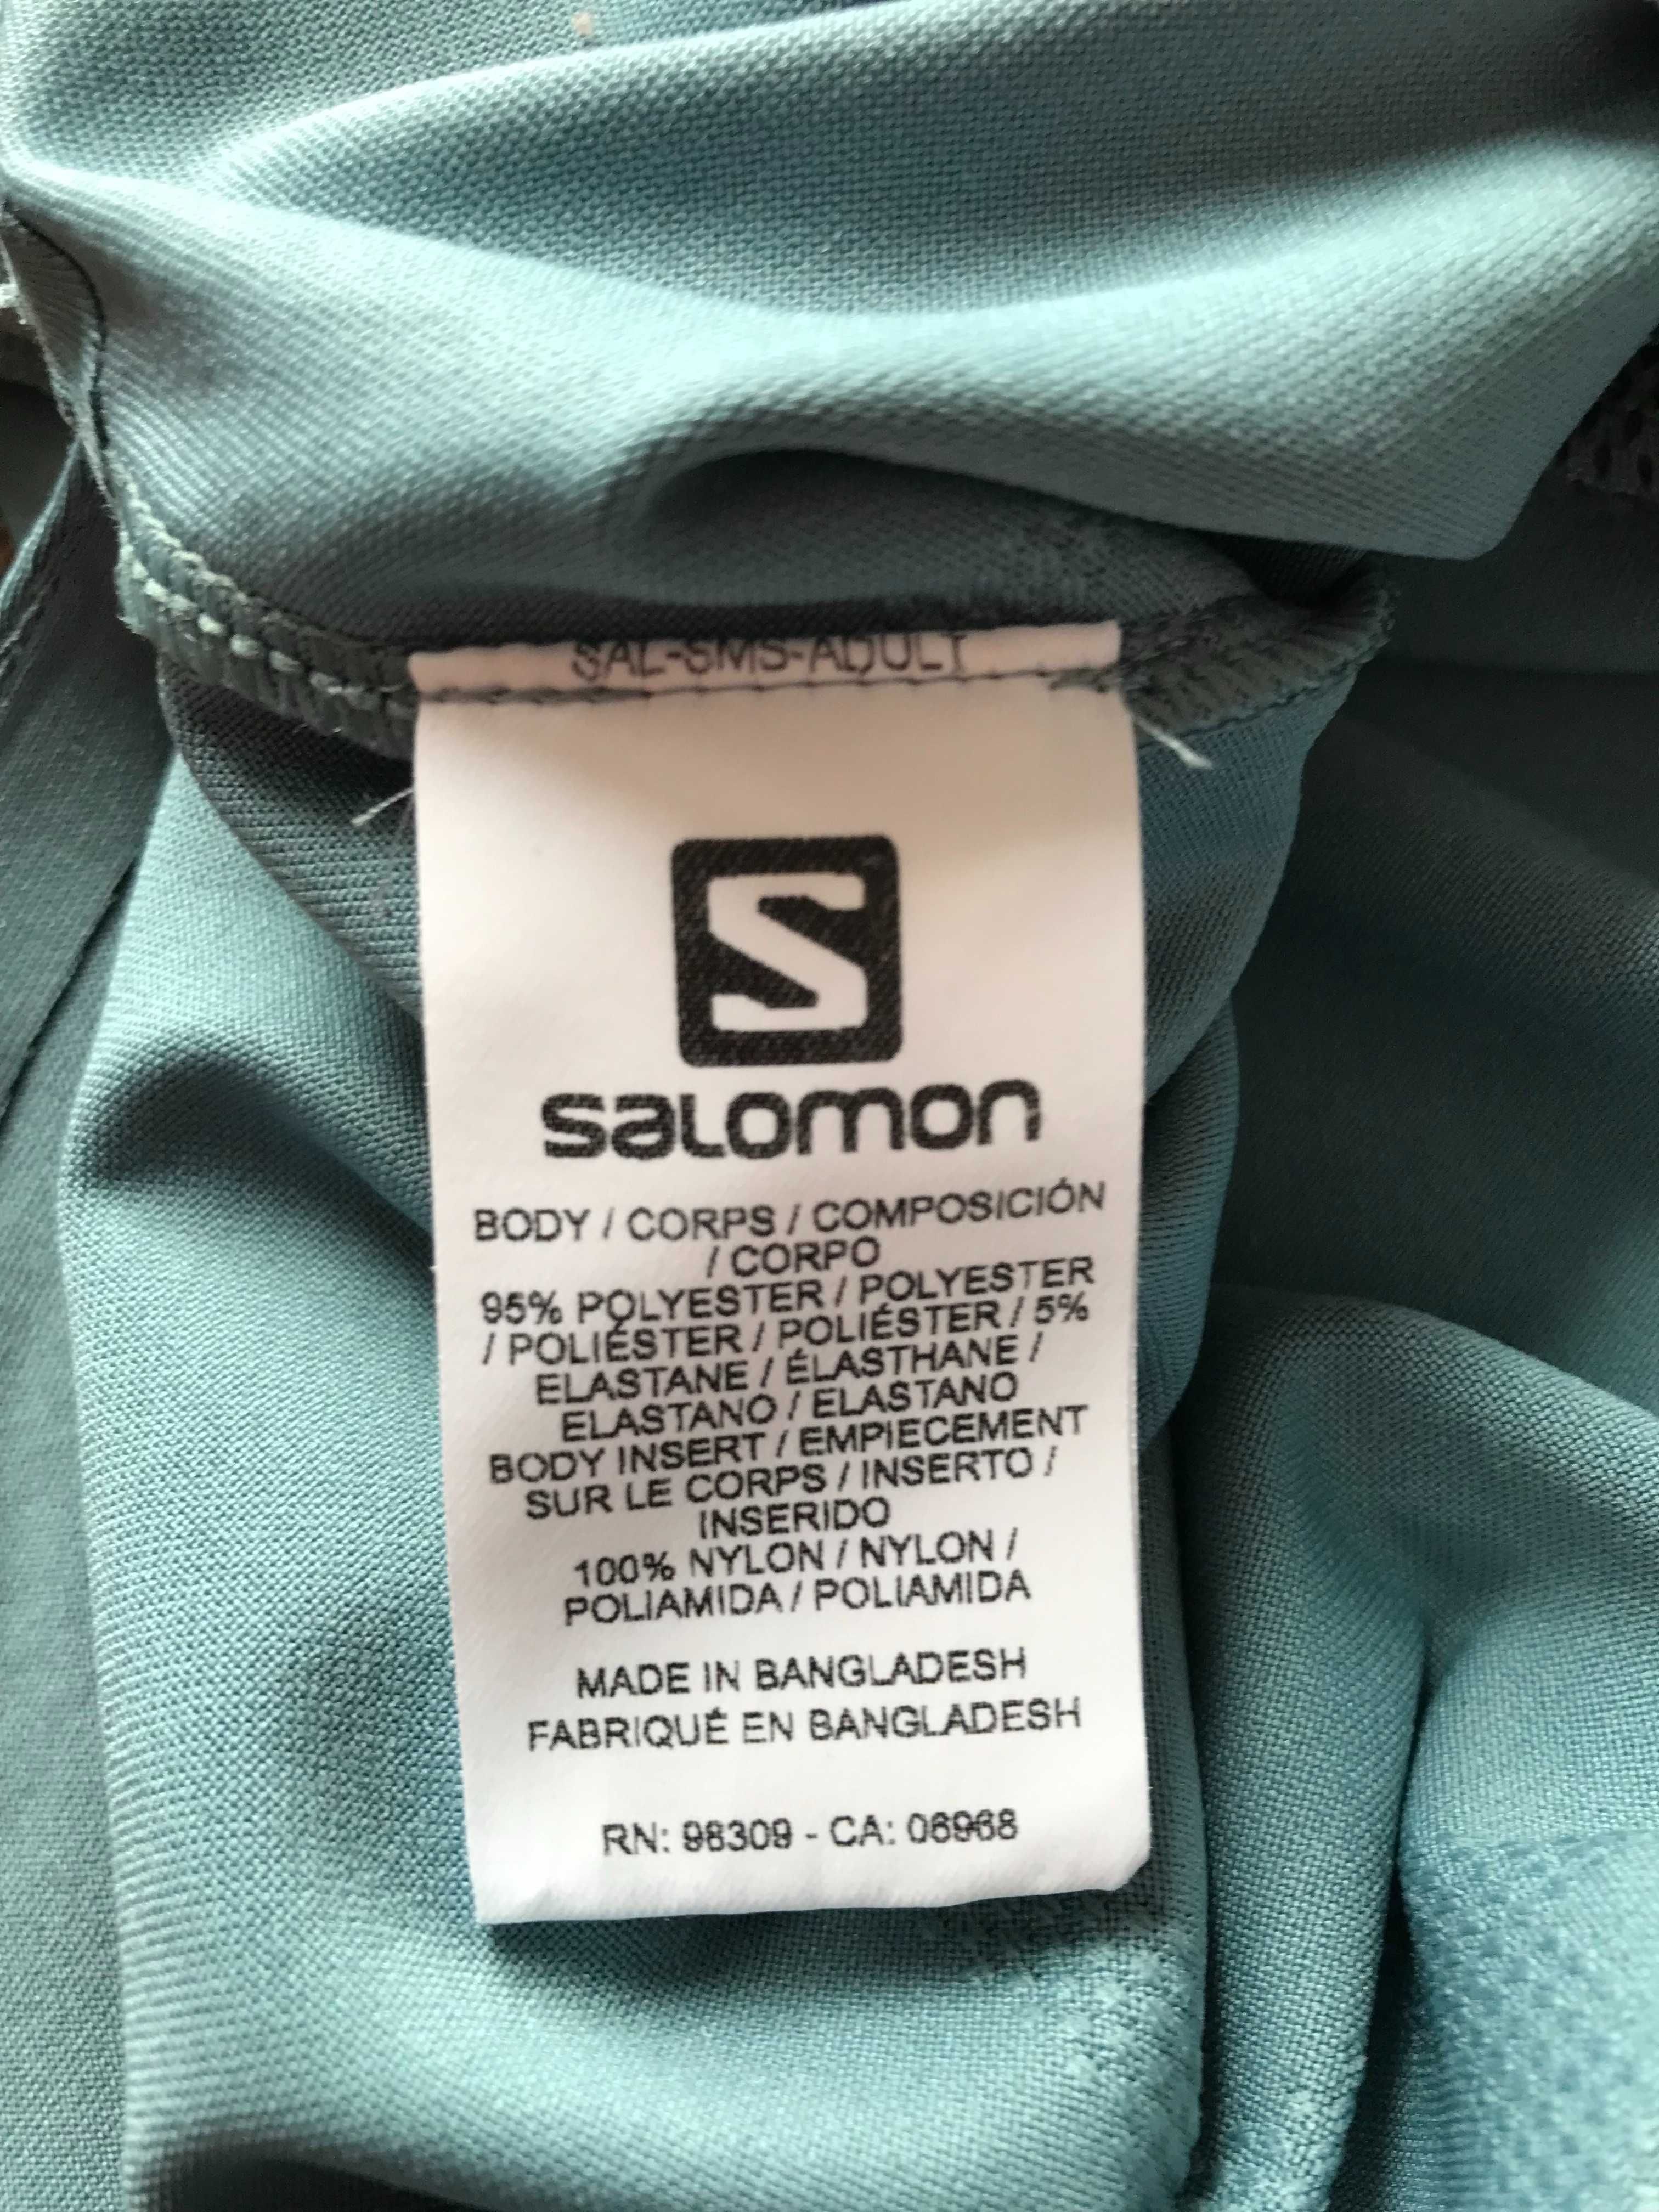 SAL-SMS-ADULT
S
salomon
BODY / CORPS / COMPOSICIÓN
/ CORPO
95% POLYESTER / POLYESTER
/ POLIÉSTER / POLIÉSTER / 5%
ELASTANE / ÉLASTHANE /
ELASTANO / ELASTANO
BODY INSERT / EMPIECEMENT
SUR LE CORPS / INSERTO /
INSERIDO
100% NYLON / NYLON /
POLIAMIDA / POLIAMIDA
MADE IN BANGLADESH
FABRIQUÉ EN BANGLADESH
RN: 98309 - CA: 06968